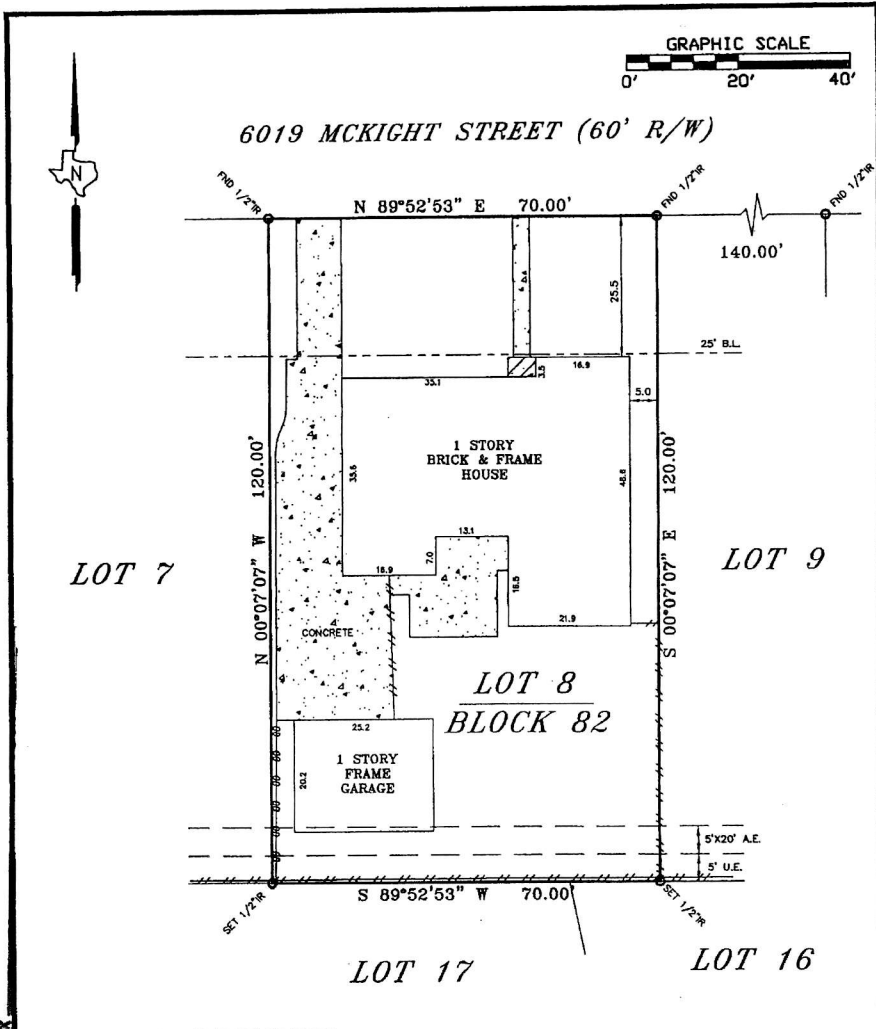 GRAPHIC SCALE
0' 20' 40'
6019 MCKIGHT STREET (60' R/W)
N
FND 1/2"IR
N 89°52'53" E 70.00'
FND 1/2"IR
FND 1/2"IR
140.00'
25.5
25' B.L.
35.1
3.5
16.9
5.0
1 STORY
BRICK & FRAME
HOUSE
35.6
48.6
N 00°07'07" W 120.00'
S 00°07'07" E 120.00'
LOT 7
LOT 9
13.1
7.0
16.9
16.5
21.9
CONCRETE
LOT 8
BLOCK 82
25.2
20.2
1 STORY
FRAME
GARAGE
5'X20' A.E.
5' U.E.
SET 1/2"IR
S 89°52'53" W 70.00'
SET 1/2"IR
LOT 17
LOT 16